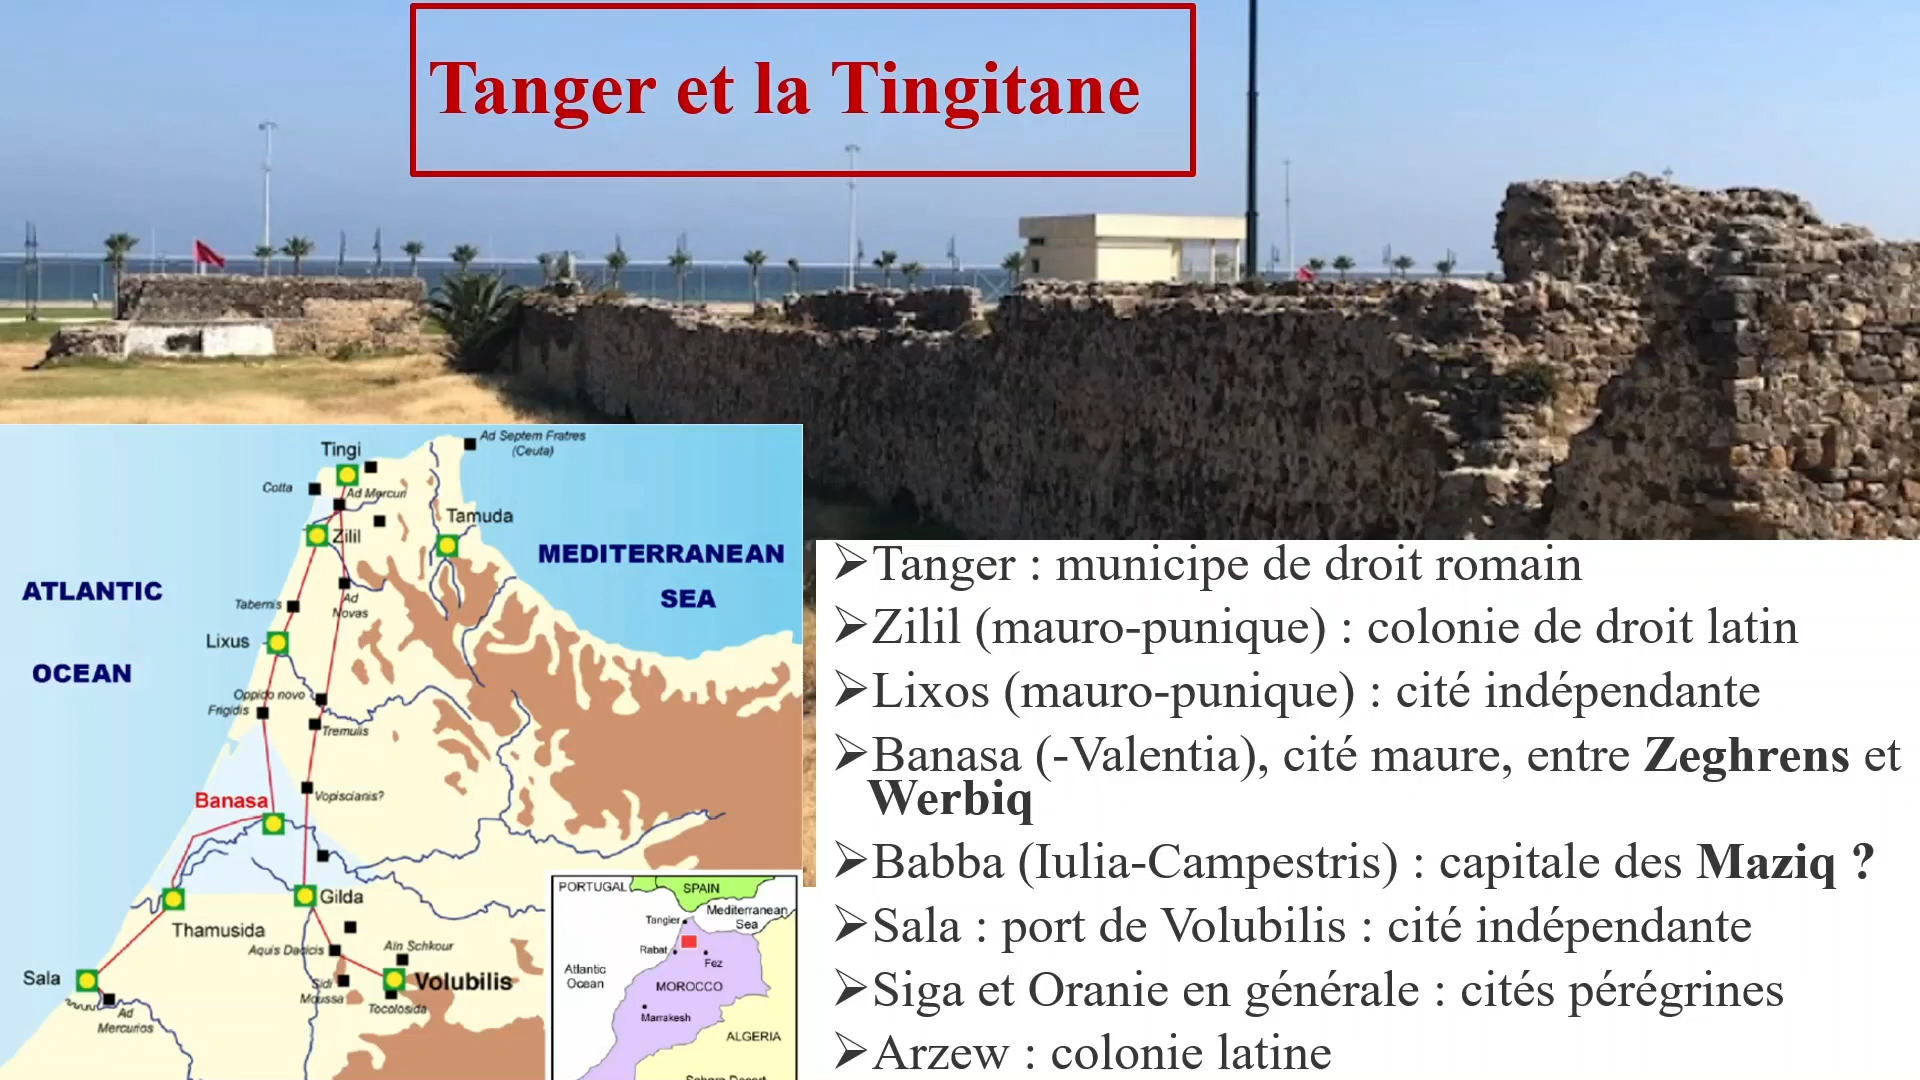 Tanger et la Tingitane
Tingi
Ad Septem Fratres
(Ceuta)
Cotta
Ad Mercuri
Tamuda
Zilil
MEDITERRANEAN
SEA
ATLANTIC
OCEAN
Tabernis
Ad
Novas
Lixus
Oppido novo
Frigidis
Tremulis
Banasa
Vopiscianis?
Gilda
Thamusida
Aquis Dacicis
Aïn Schkour
Sala
Sidi
Moussa
Volubilis
Tocolosida
Ad
Mercurios
PORTUGAL
SPAIN
Tangier
Mediterranean
Sea
Rabat
Fez
Atlantic
Ocean
MOROCCO
Marrakesh
ALGERIA
Sahara Desert
➢Tanger : municipe de droit romain
➢Zilil (mauro-punique) : colonie de droit latin
➢Lixos (mauro-punique) : cité indépendante
➢Banasa (-Valentia), cité maure, entre Zeghrens et
Werbiq
➢Babba (Iulia-Campestris) : capitale des Maziq ?
➢Sala : port de Volubilis : cité indépendante
➢Siga et Oranie en générale : cités pérégrines
➢Arzew : colonie latine